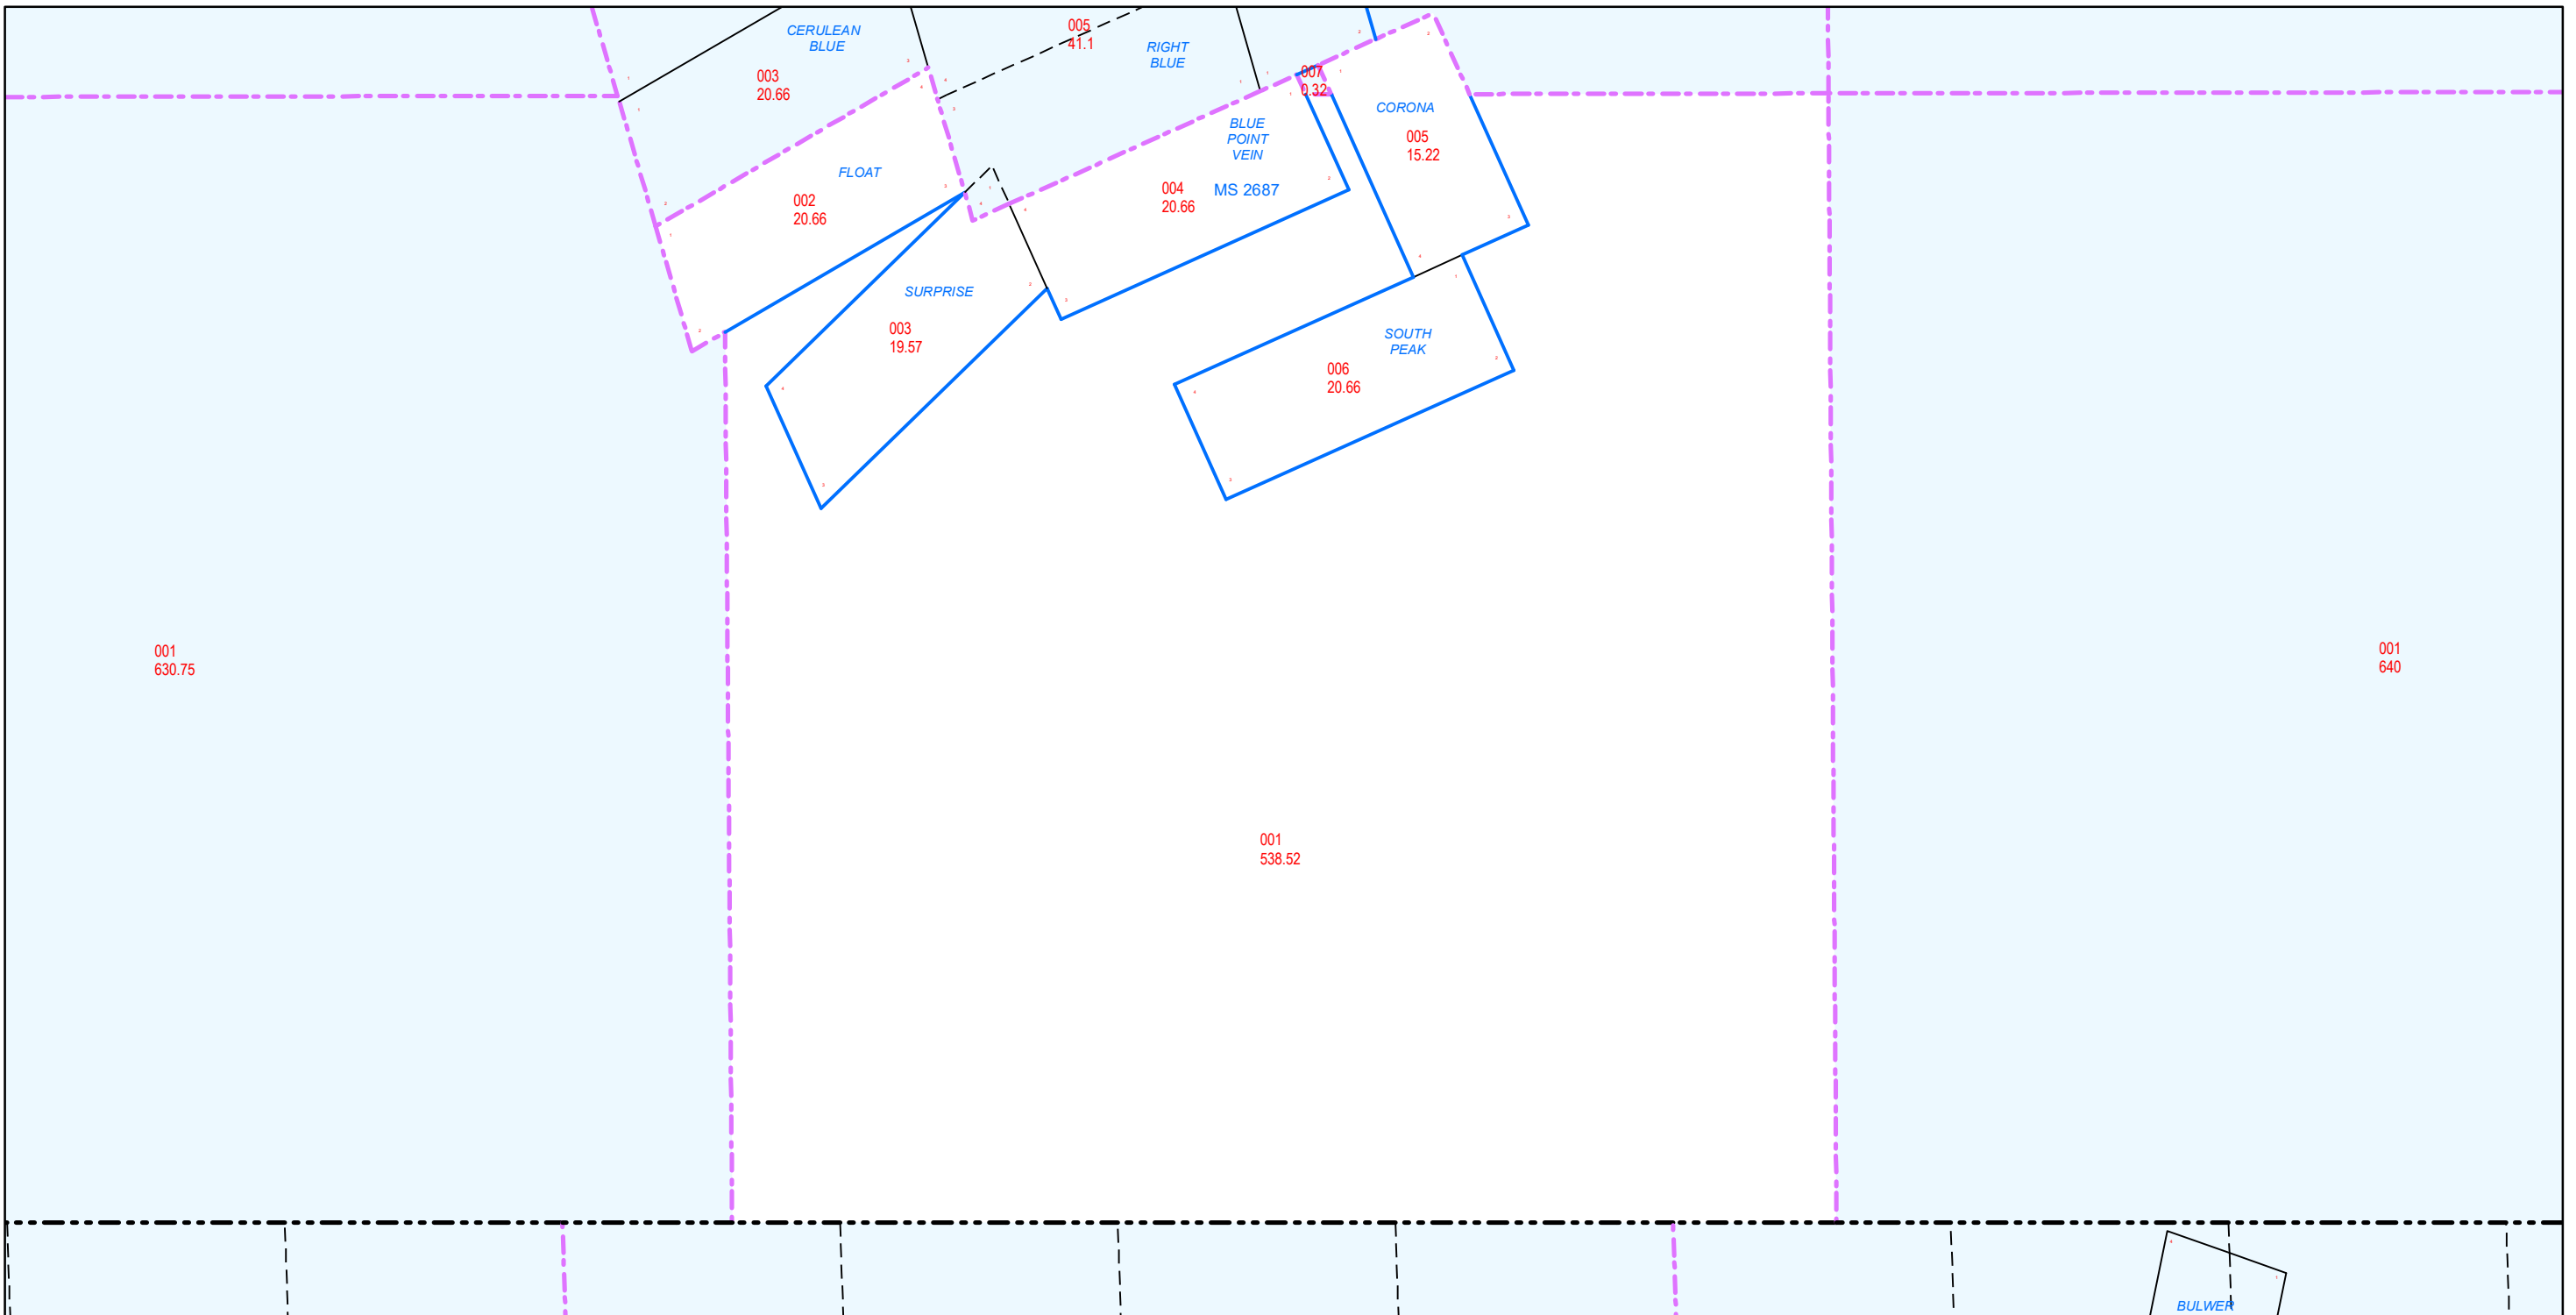 CERULEAN
BLUE
003
20.66
005
41.1
RIGHT
BLUE
007
0.32
CORONA
005
15.22
BLUE
POINT
VEIN
MS 2687
004
20.66
FLOAT
002
20.66
SURPRISE
003
19.57
SOUTH
PEAK
006
20.66
001
630.75
001
640
001
538.52
BULWER